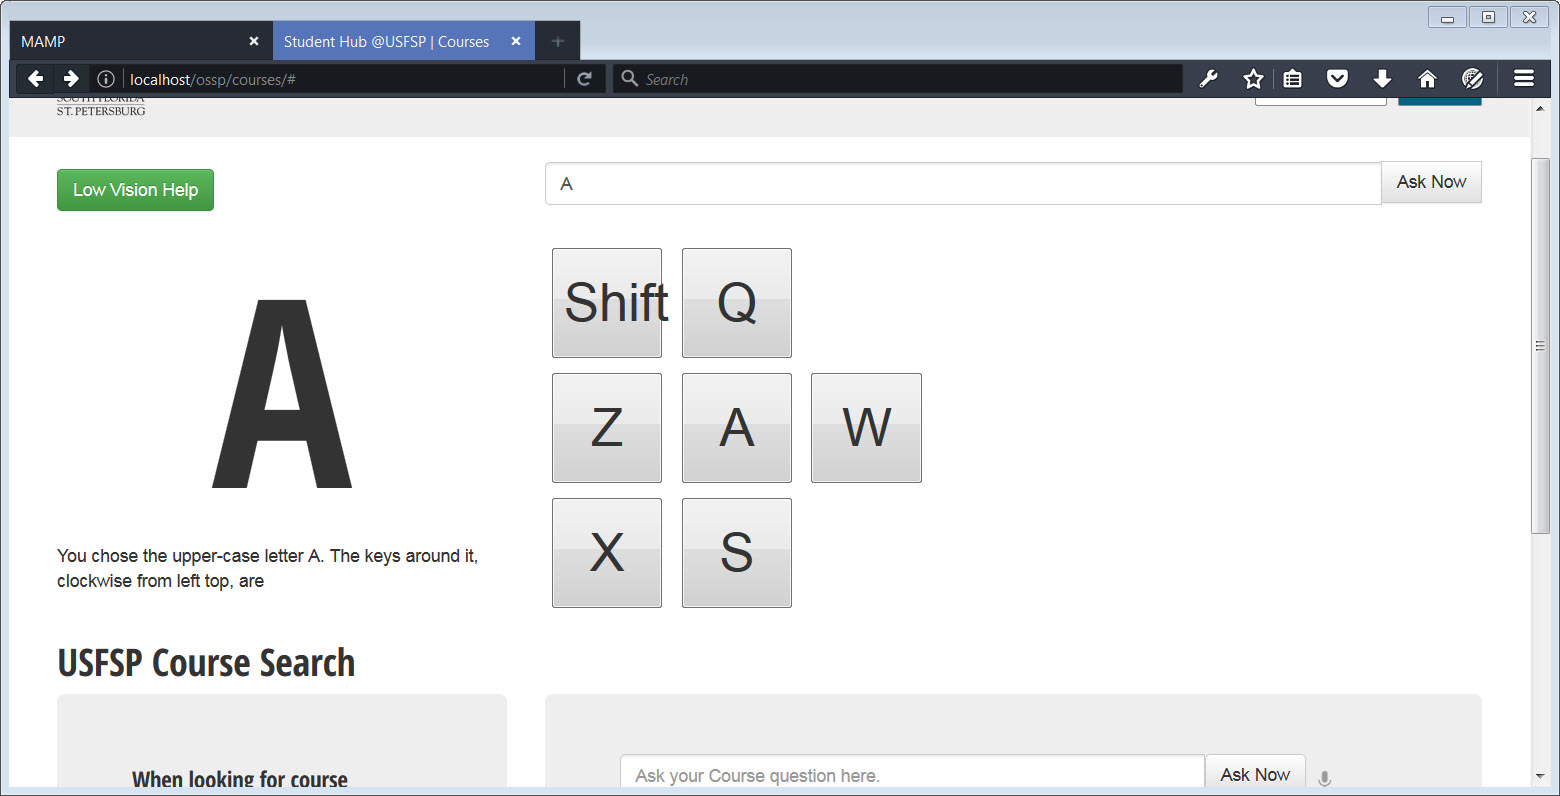 MAMP
Student Hub @USFSP | Courses
localhost/ossp/courses/#
Search
SOUTH FLORIDA
ST. PETERSBURG
Low Vision Help
A
Ask Now
Shift Q
A
Z A W
X S
You chose the upper-case letter A. The keys around it,
clockwise from left top, are
USFSP Course Search
When looking for course
Ask your Course question here.
Ask Now